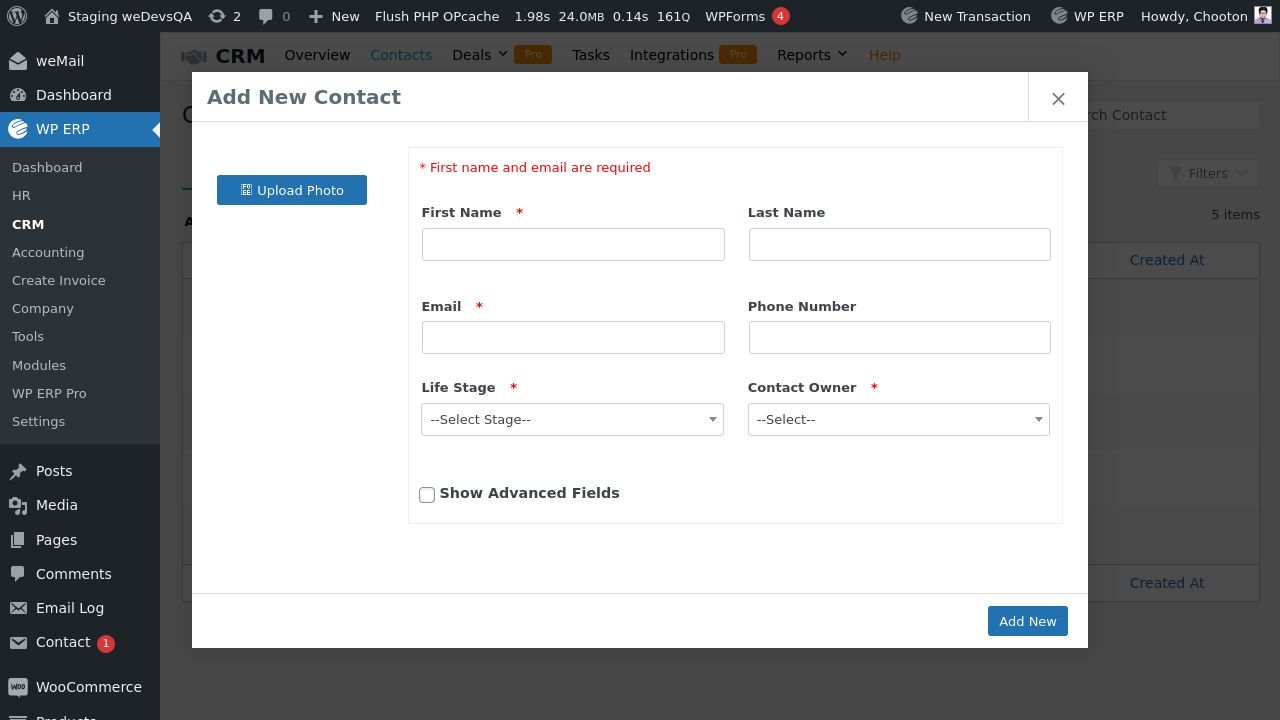 Staging weDevsQA 2 0 New Flush PHP OPcache 1.98s 24.0MB 0.14s 161Q WPForms 4 New Transaction WP ERP Howdy, Chooton
weMail
Dashboard
WP ERP
Dashboard
HR
CRM
Accounting
Create Invoice
Company
Tools
Modules
WP ERP Pro
Settings
Posts
Media
Pages
Comments
Email Log
Contact 1
WooCommerce
Products
CRM Overview Contacts Deals Pro Tasks Integrations Pro Reports Help
Contact
Filters
5 items
Created At
Created At
Add New Contact
Upload Photo
* First name and email are required
First Name * Last Name
Email * Phone Number
Life Stage * Contact Owner *
--Select Stage-- --Select--
Show Advanced Fields
Add New